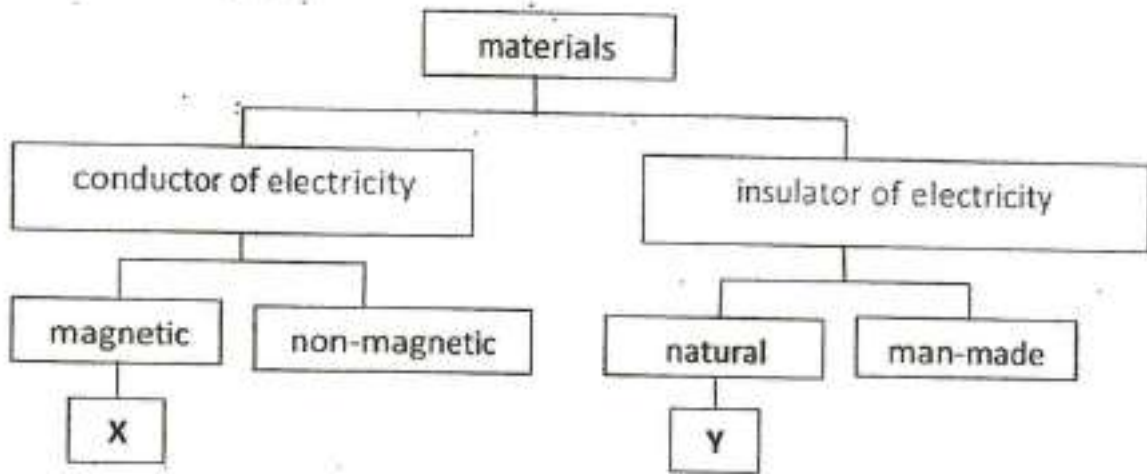 materials
conductor of electricity
insulator of electricity
magnetic
non-magnetic
natural
man-made
X
Y